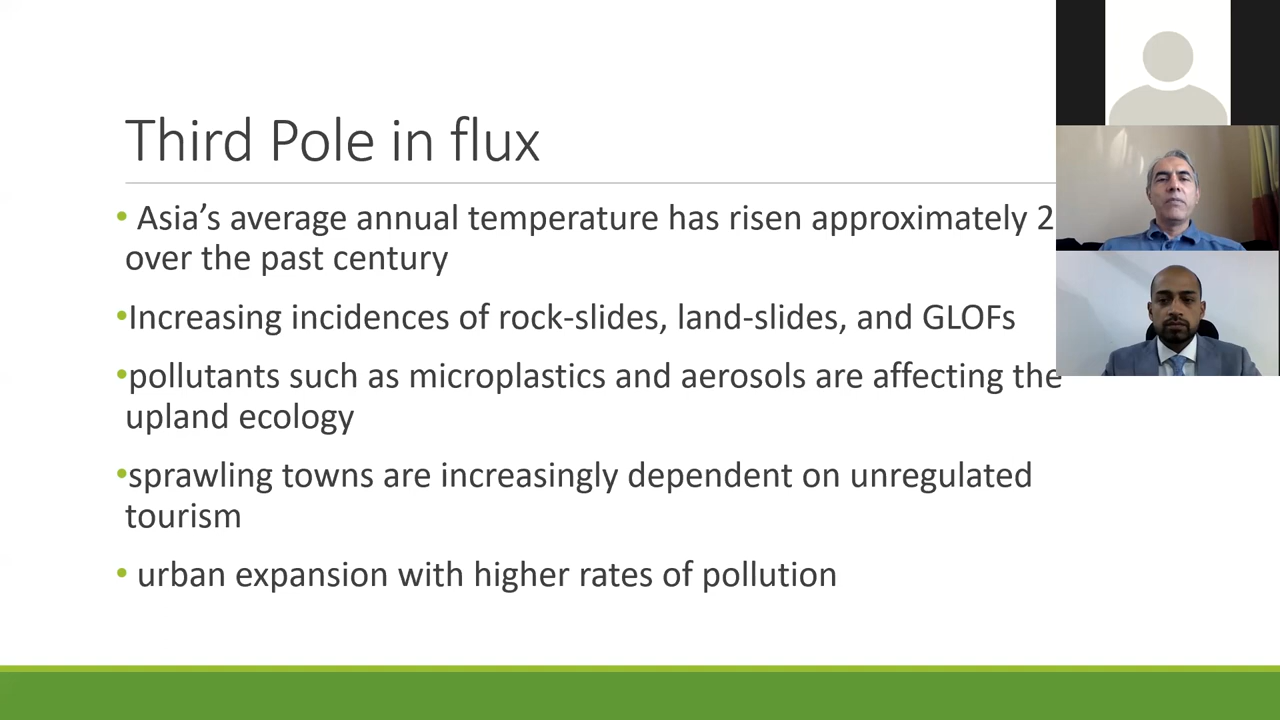 Third Pole in flux
• Asia’s average annual temperature has risen approximately 2
over the past century
•Increasing incidences of rock-slides, land-slides, and GLOFs
•pollutants such as microplastics and aerosols are affecting the
upland ecology
•sprawling towns are increasingly dependent on unregulated
tourism
• urban expansion with higher rates of pollution